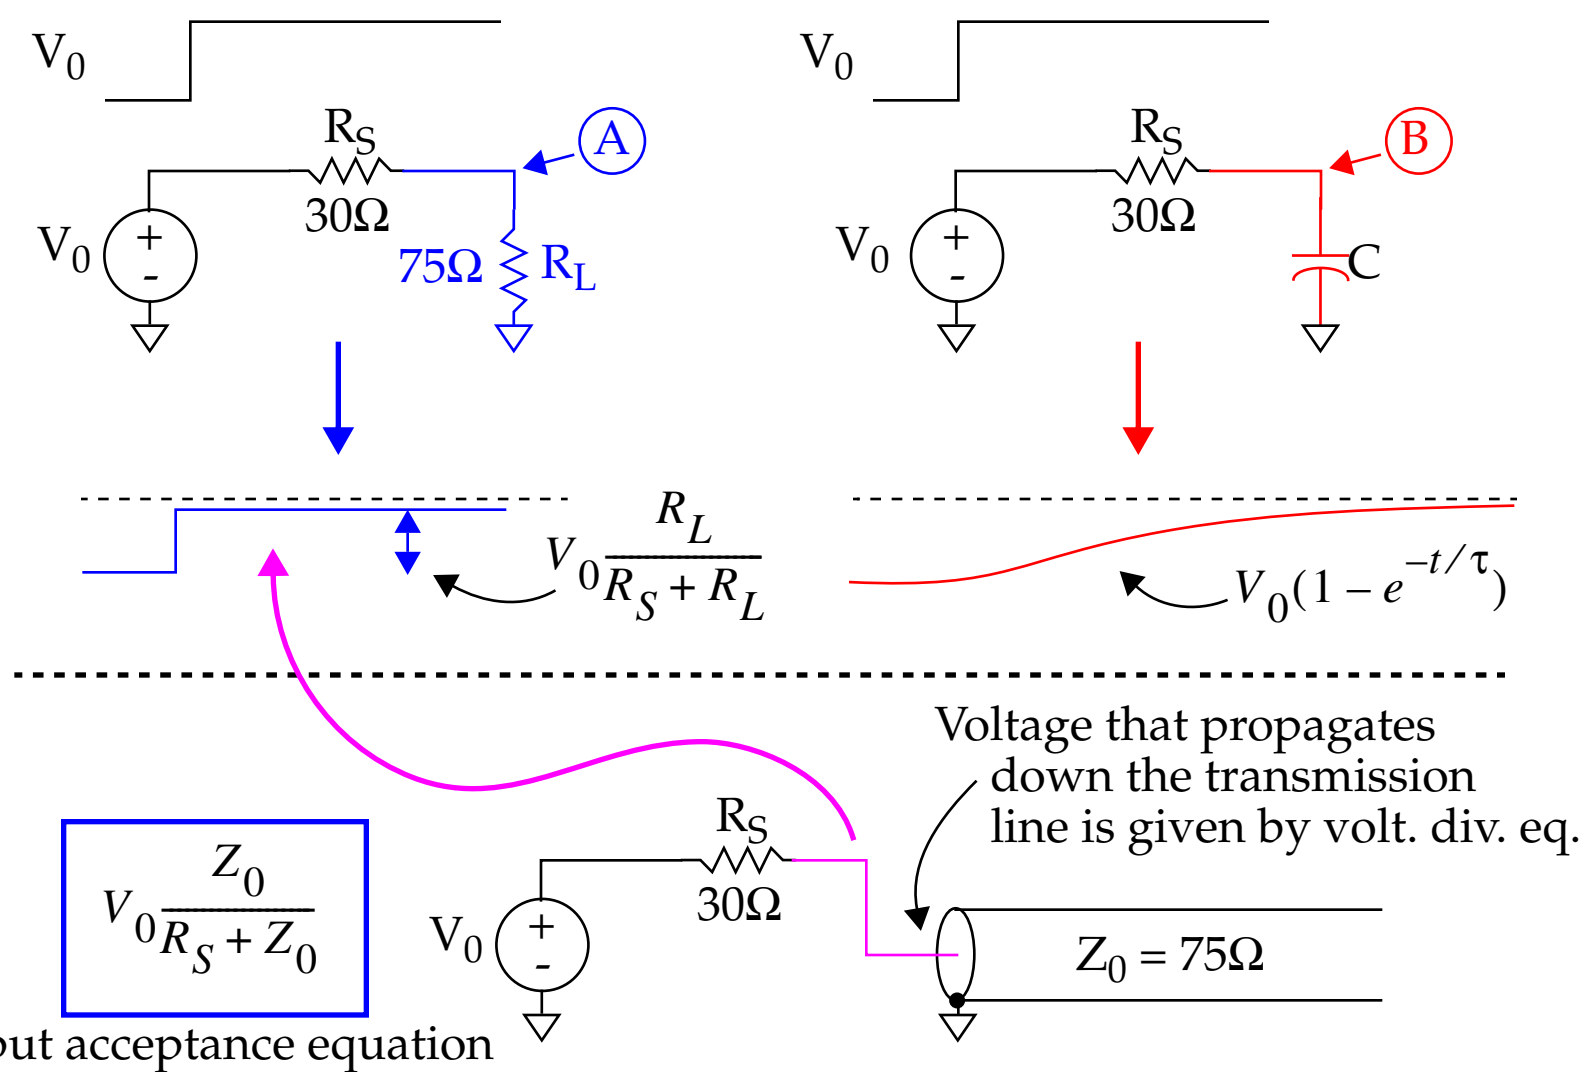 V0
V0
RS
A
RS
B
30Ω
30Ω
V0
+
-
75Ω
RL
V0
+
-
C
V0 RL / RS + RL
V0(1 – e–t/τ)
Voltage that propagates
down the transmission
line is given by volt. div. eq.
RS
30Ω
V0 Z0 / RS + Z0
V0
+
-
Z0 = 75Ω
acceptance equation